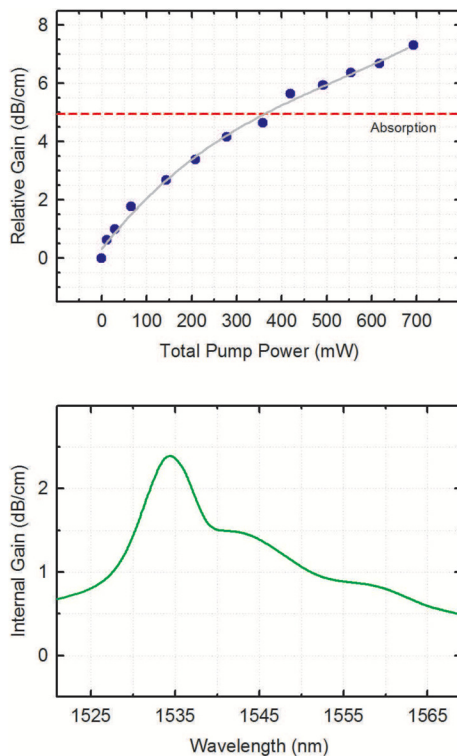 8
6
4
2
0
Relative Gain (dB/cm)
Absorption
0 100 200 300 400 500 600 700
Total Pump Power (mW)
2
1
0
Internal Gain (dB/cm)
1525 1535 1545 1555 1565
Wavelength (nm)